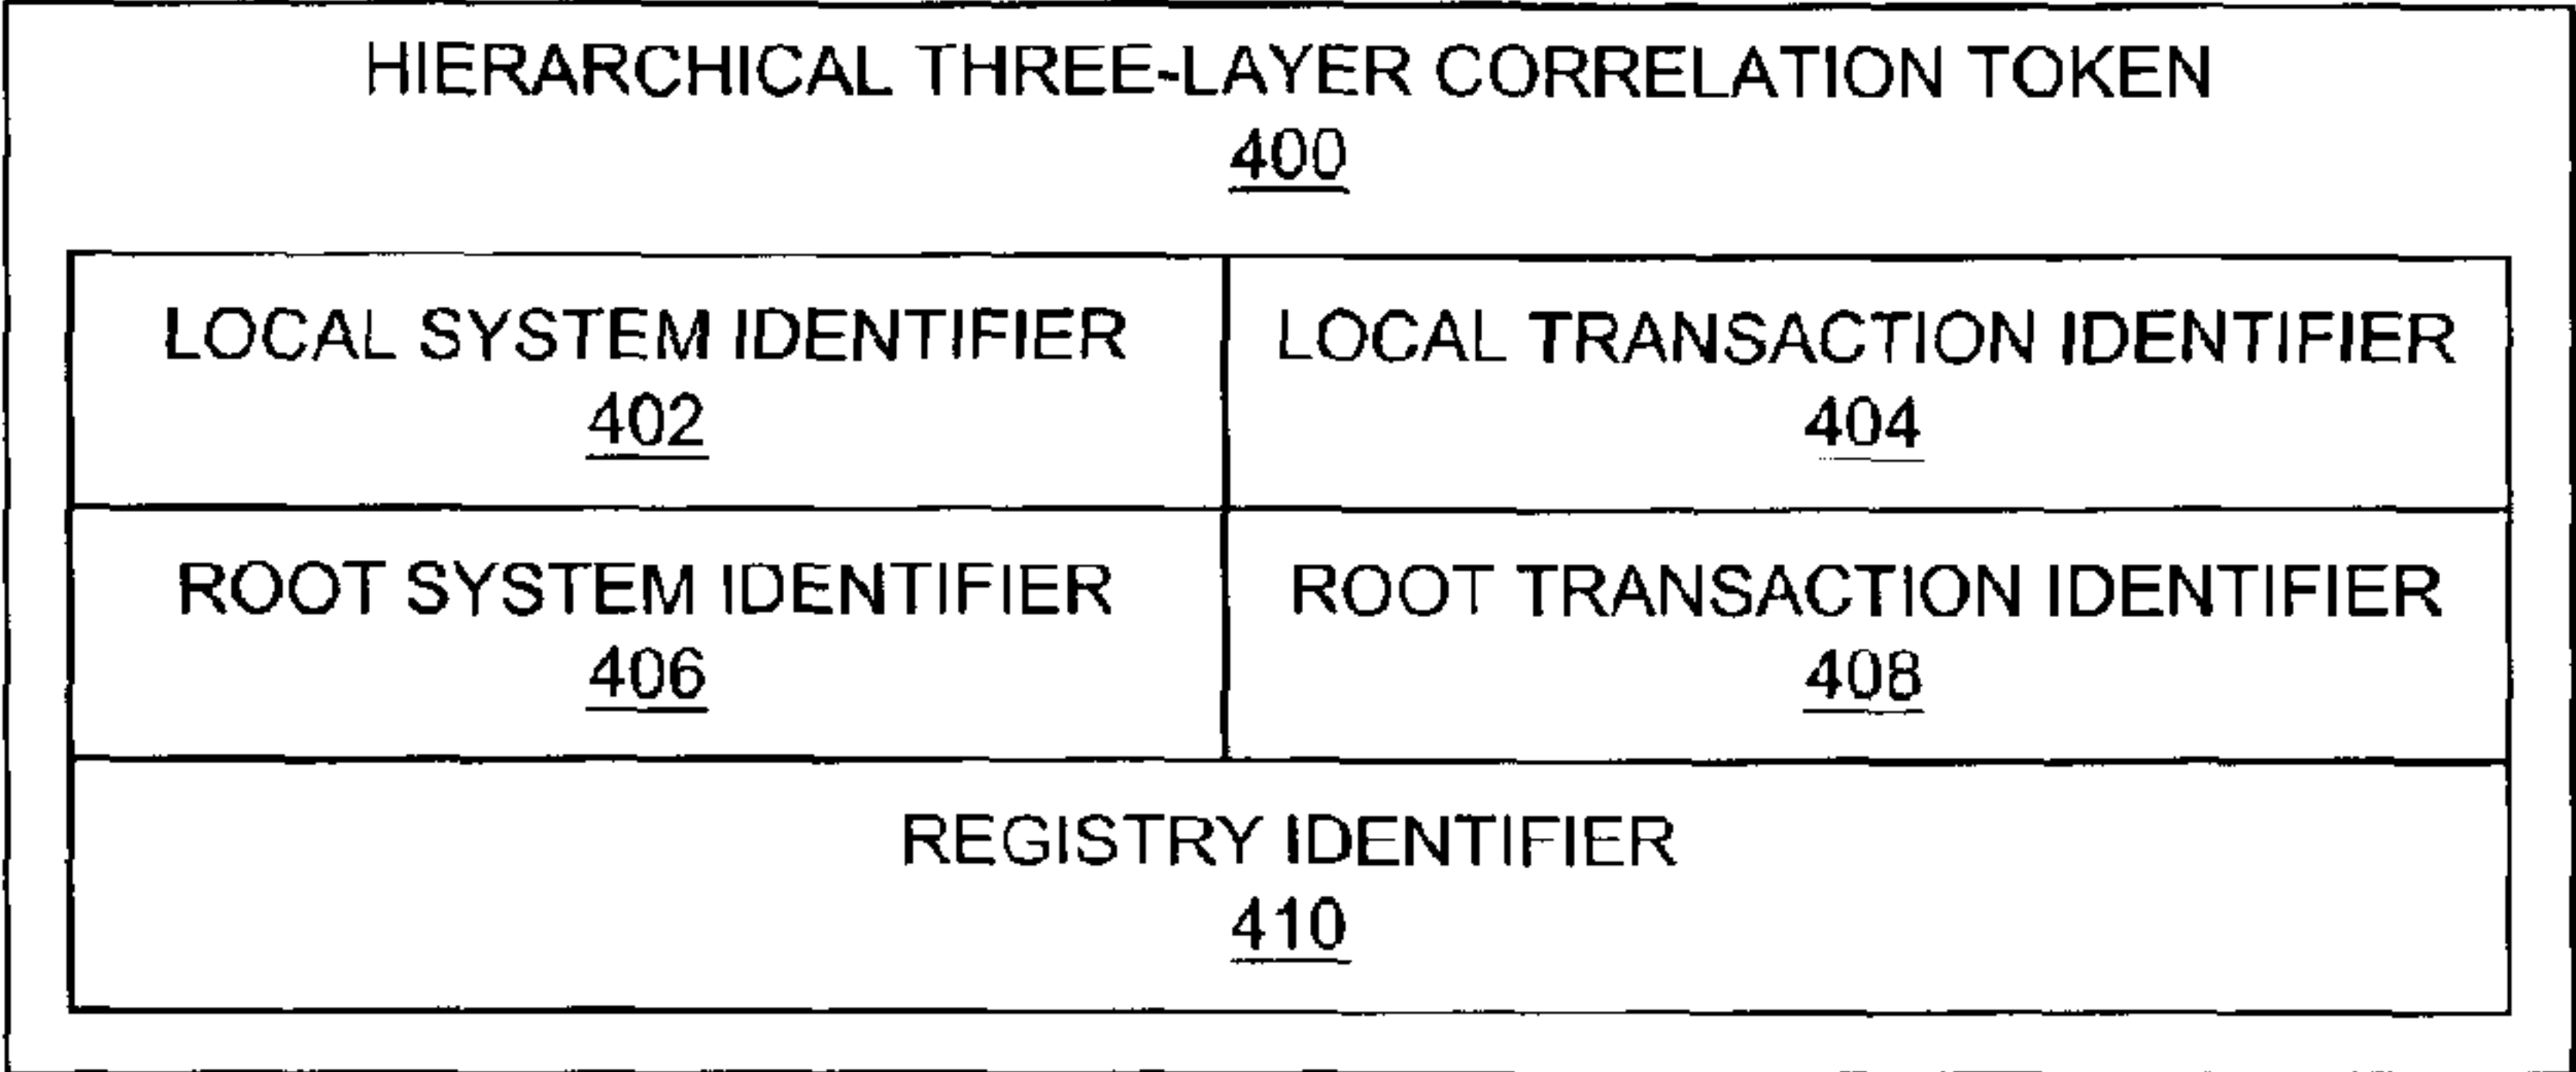 HIERARCHICAL THREE-LAYER CORRELATION TOKEN
400
LOCAL SYSTEM IDENTIFIER
402
LOCAL TRANSACTION IDENTIFIER
404
ROOT SYSTEM IDENTIFIER
406
ROOT TRANSACTION IDENTIFIER
408
REGISTRY IDENTIFIER
410